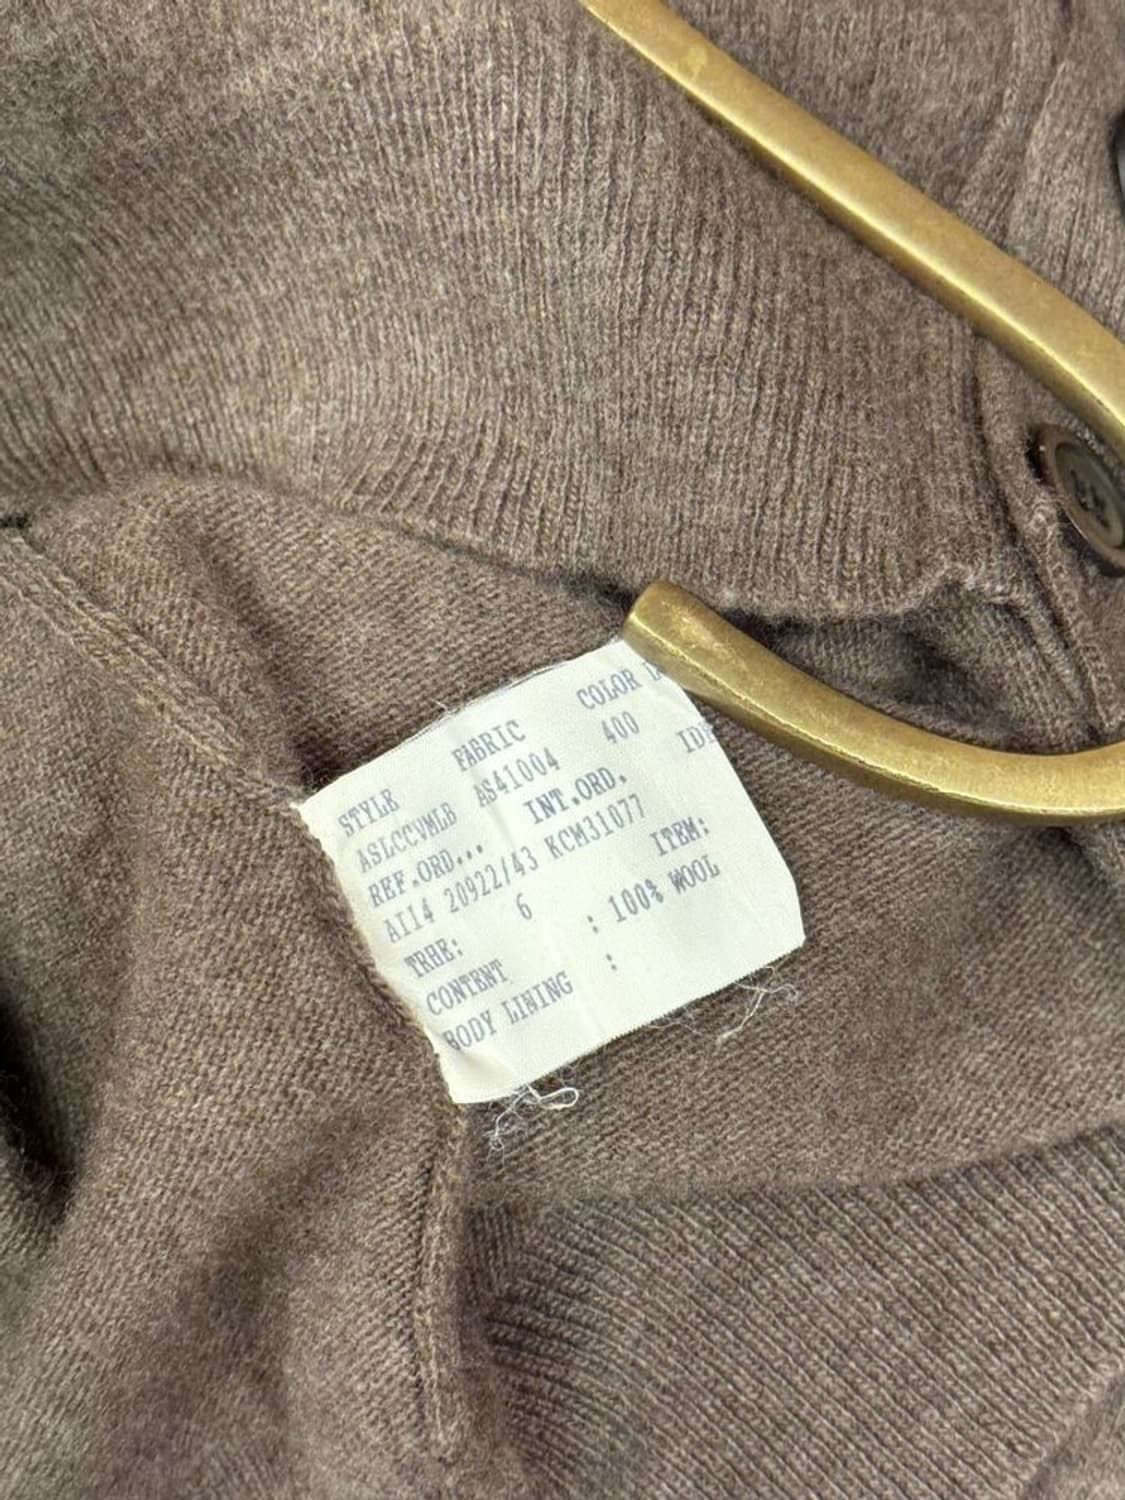 STYLE FABRIC COLOR
ASLCCVMLB AS41004 400
REF.ORD... INT.ORD.
AI14 20922/43 KCM31077
TRHE: 6 ITEM:
CONTENT : 100% WOOL
BODY LINING :